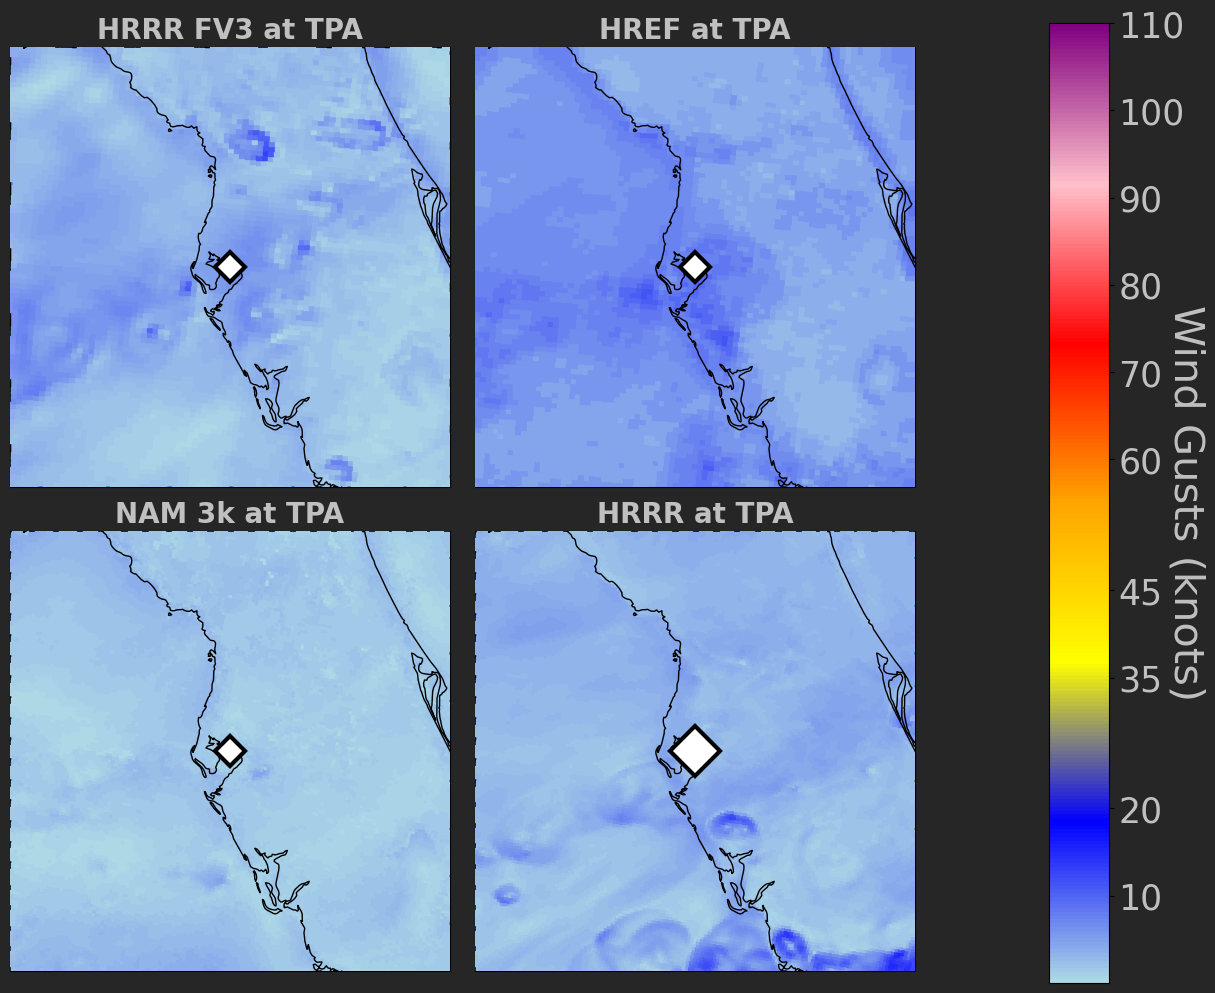 HRRR FV3 at TPA
HREF at TPA
NAM 3k at TPA
HRRR at TPA
110
100
90
80
70
60
45
35
20
10
Wind Gusts (knots)